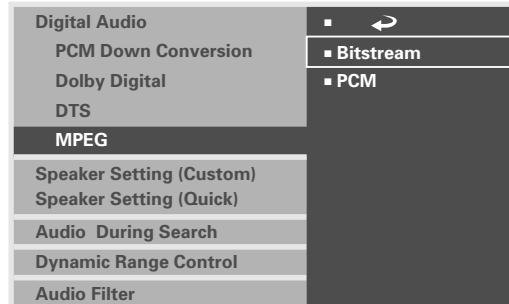 Digital Audio
PCM Down Conversion
Dolby Digital
DTS
MPEG
Speaker Setting (Custom)
Speaker Setting (Quick)
Audio During Search
Dynamic Range Control
Audio Filter
Bitstream
PCM